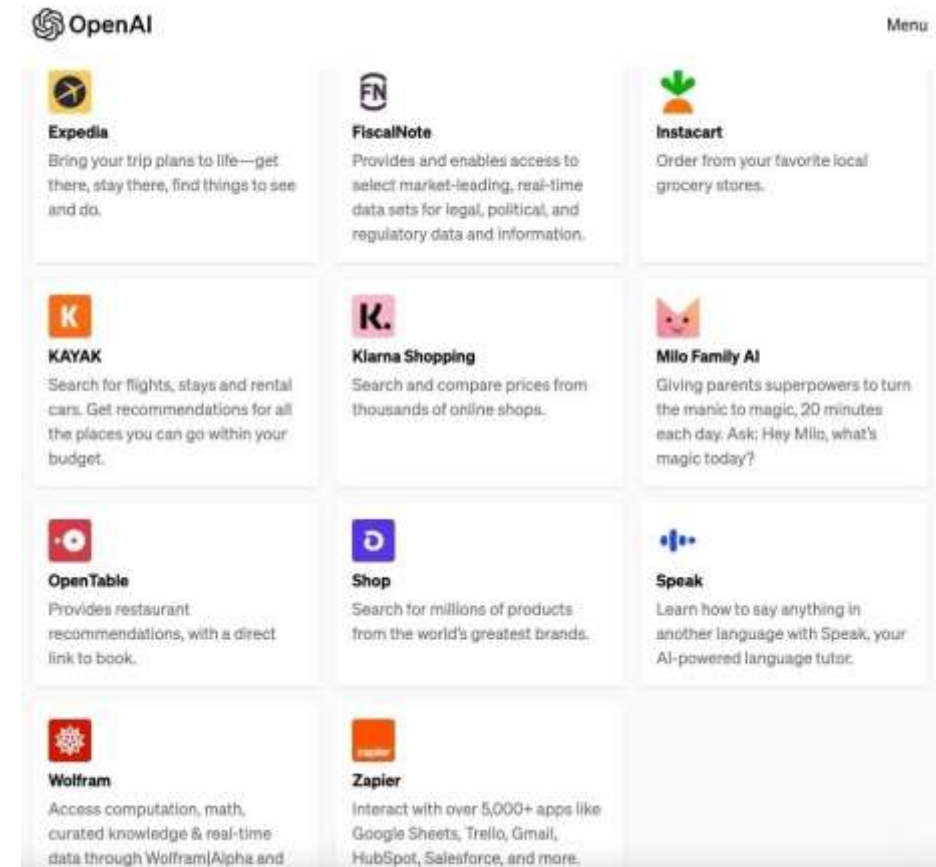 OpenAI
Menu
FN
Expedia
Bring your trip plans to life—get
there, stay there, find things to see
and do.
FiscalNote
Provides and enables access to
select market-leading, real-time
data sets for legal, political, and
regulatory data and information.
Instacart
Order from your favorite local
grocery stores.
K
KAYAK
Search for flights, stays and rental
cars. Get recommendations for all
the places you can go within your
budget.
K.
Klarna Shopping
Search and compare prices from
thousands of online shops.
Milo Family AI
Giving parents superpowers to turn
the manic to magic, 20 minutes
each day. Ask: Hey Milo, what's
magic today?
OpenTable
Provides restaurant
recommendations, with a direct
link to book.
Shop
Search for millions of products
from the world's greatest brands.
Speak
Learn how to say anything in
another language with Speak, your
AI-powered language tutor.
Wolfram
Access computation, math,
curated knowledge & real-time
data through Wolfram|Alpha and
zapier
Zapier
Interact with over 5,000+ apps like
Google Sheets, Trello, Gmail,
HubSpot, Salesforce, and more.